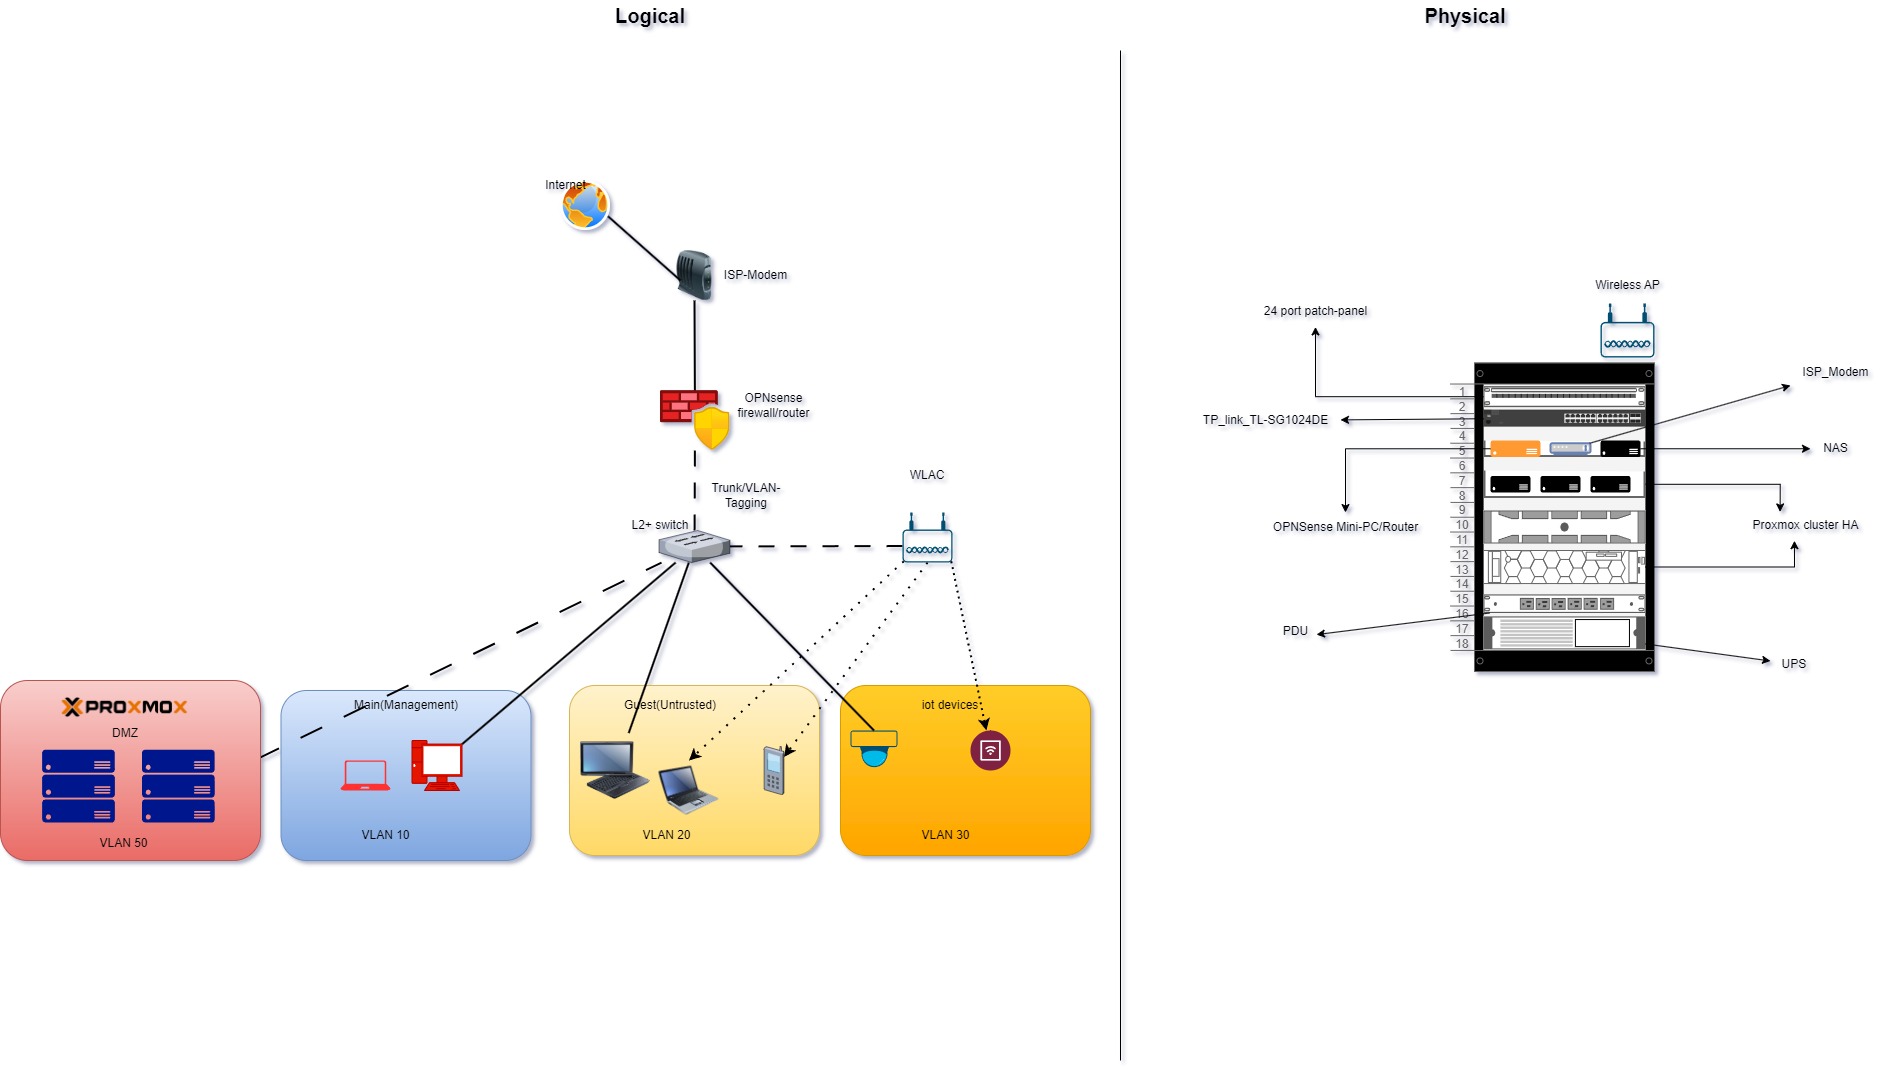 Logical
Internet
ISP-Modem
OPNsense
firewall/router
Trunk/VLAN-
Tagging
WLAC
L2+ switch
PROXMOX
DMZ
VLAN 50
Main(Management)
VLAN 10
Guest(Untrusted)
VLAN 20
iot devices
VLAN 30
Physical
Wireless AP
24 port patch-panel
ISP_Modem
TP_link_TL-SG1024DE
NAS
OPNSense Mini-PC/Router
Proxmox cluster HA
PDU
UPS
1
2
3
4
5
6
7
8
9
10
11
12
13
14
15
16
17
18